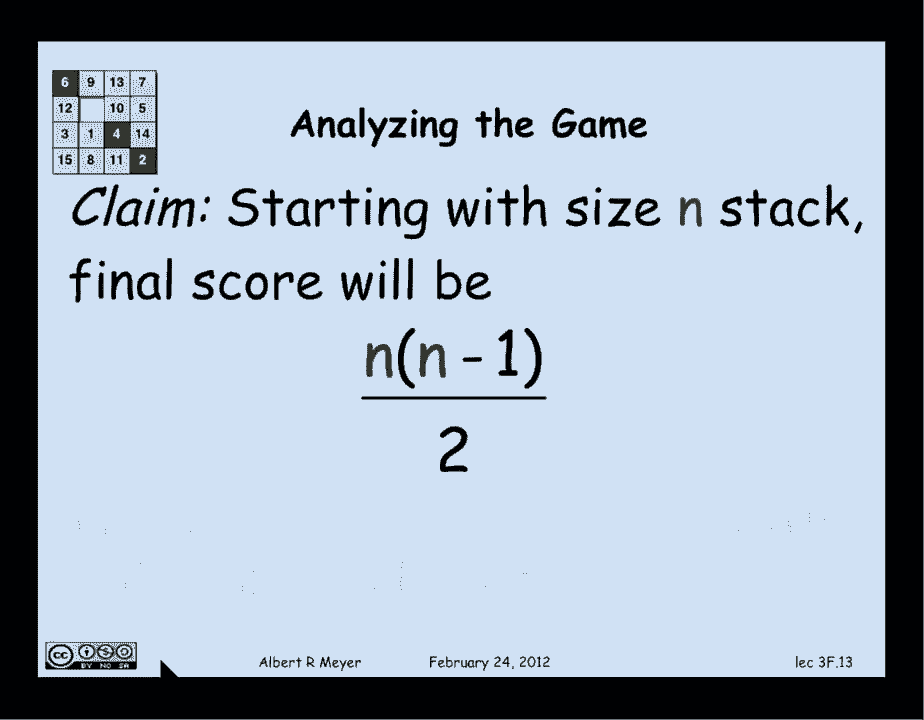 6 9 13 7
12 10 5
3 1 4 14
15 8 11 2
Analyzing the Game
Claim: Starting with size n stack,
final score will be
n(n - 1)
2
cc BY NC SA
Albert R Meyer February 24, 2012 lec 3F.13